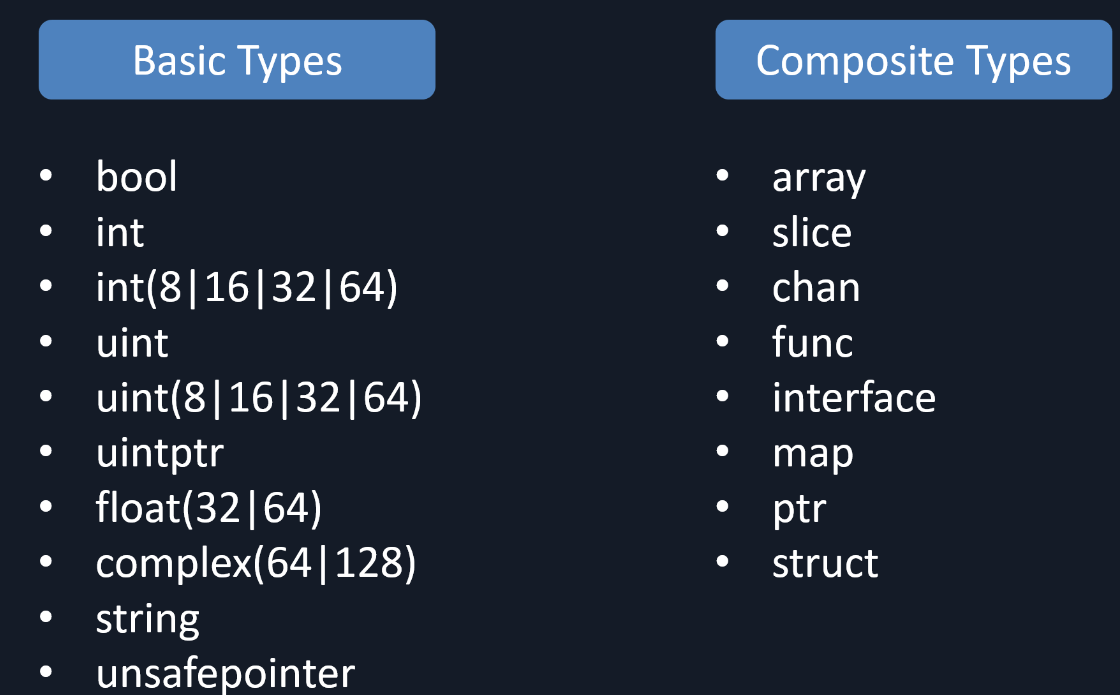 Basic Types
• bool
• int
• int(8|16|32|64)
• uint
• uint(8|16|32|64)
• uintptr
• float(32|64)
• complex(64|128)
• string
• unsafepointer
Composite Types
• array
• slice
• chan
• func
• interface
• map
• ptr
• struct